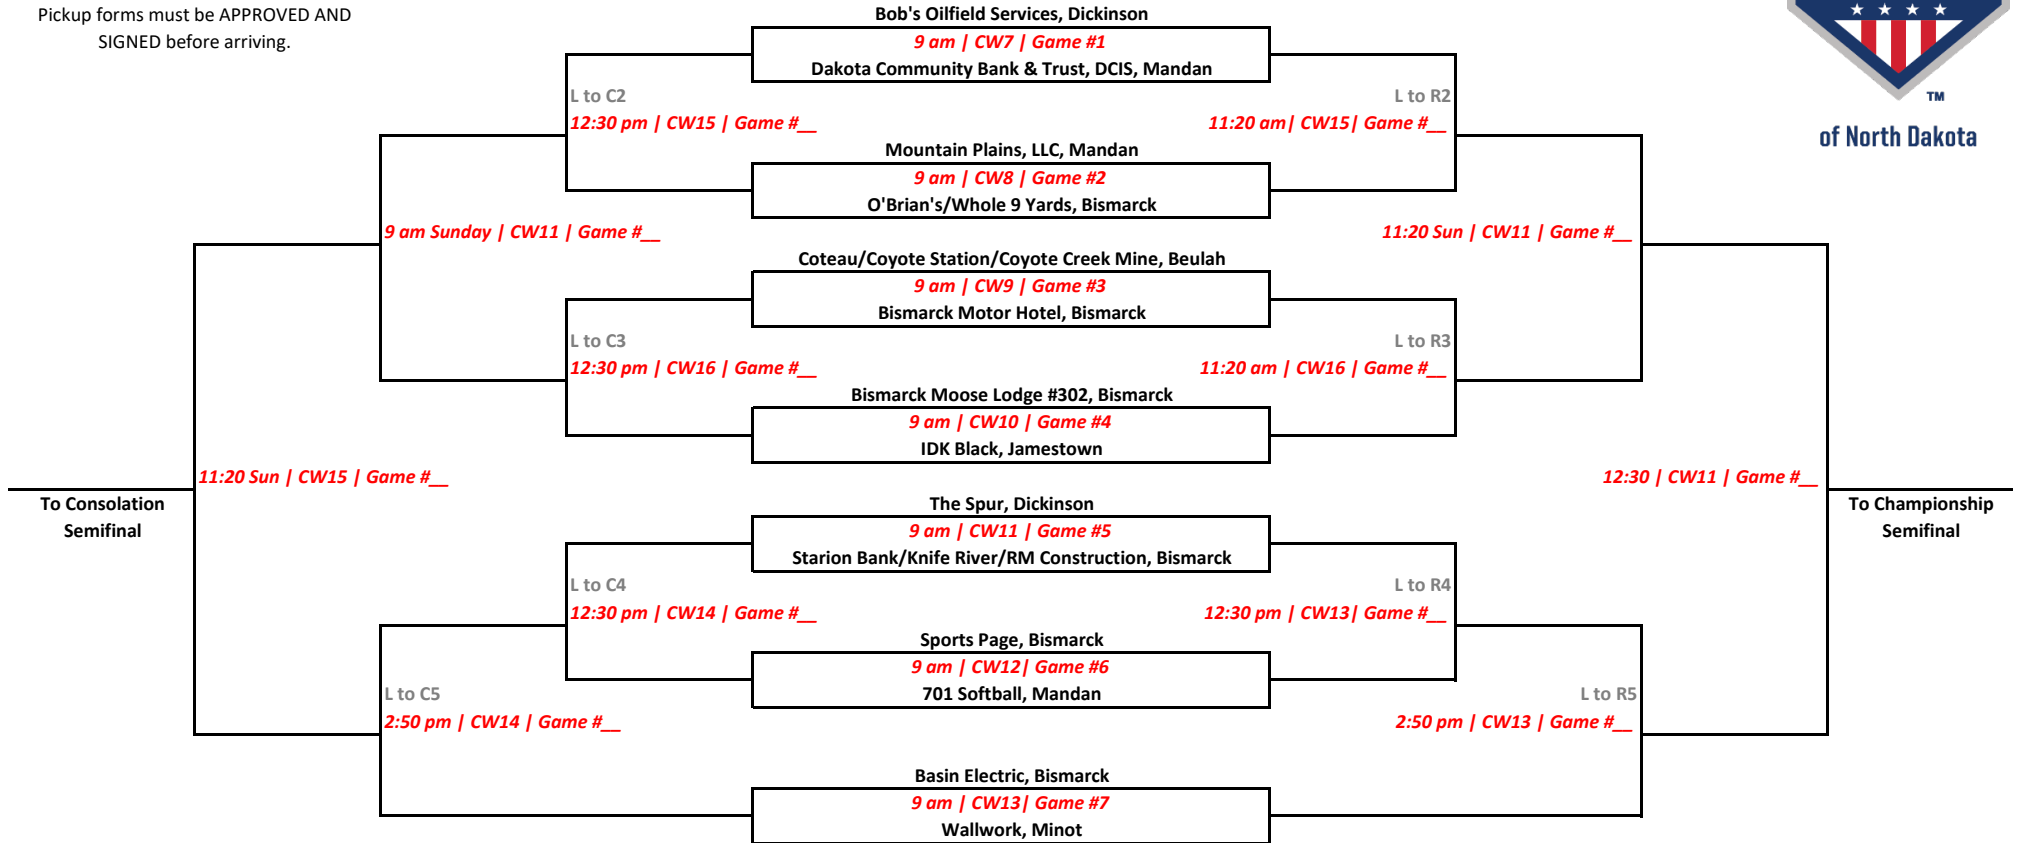 Pickup forms must be APPROVED AND
SIGNED before arriving.
Bob's Oilfield Services, Dickinson
9 am | CW7 | Game #1
Dakota Community Bank & Trust, DCIS, Mandan
L to C2
L to R2
12:30 pm | CW15 | Game #__
11:20 am| CW15| Game #__
TM
of North Dakota
Mountain Plains, LLC, Mandan
9 am | CW8 | Game #2
O'Brian's/Whole 9 Yards, Bismarck
9 am Sunday | CW11 | Game #__
11:20 Sun | CW11 | Game #__
Coteau/Coyote Station/Coyote Creek Mine, Beulah
9 am | CW9 | Game #3
Bismarck Motor Hotel, Bismarck
L to C3
L to R3
12:30 pm | CW16 | Game #__
11:20 am | CW16 | Game #__
Bismarck Moose Lodge #302, Bismarck
9 am | CW10 | Game #4
IDK Black, Jamestown
11:20 Sun | CW15 | Game #__
12:30 | CW11 | Game #__
To Consolation
Semifinal
To Championship
Semifinal
The Spur, Dickinson
9 am | CW11 | Game #5
Starion Bank/Knife River/RM Construction, Bismarck
L to C4
L to R4
12:30 pm | CW14 | Game #__
12:30 pm | CW13| Game #__
Sports Page, Bismarck
9 am | CW12| Game #6
701 Softball, Mandan
L to C5
L to R5
2:50 pm | CW14 | Game #__
2:50 pm | CW13 | Game #__
Basin Electric, Bismarck
9 am | CW13| Game #7
Wallwork, Minot